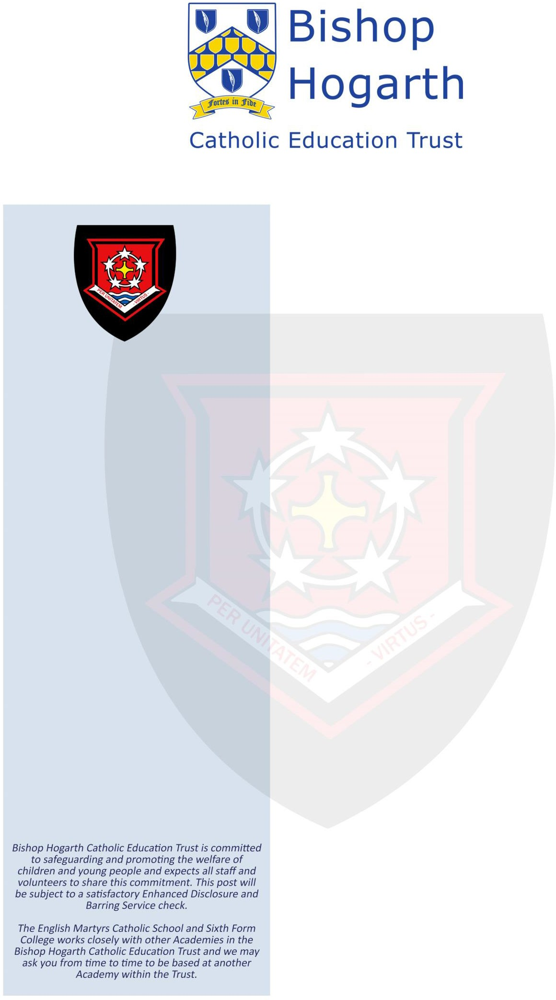 Bishop
Hogarth
Fortes in Fide
Catholic Education Trust
PER UNITATEM
- VIRTUS -
PER UNITATEM
- VIRTUS -
Bishop Hogarth Catholic Education Trust is committed
to safeguarding and promoting the welfare of
children and young people and expects all staff and
volunteers to share this commitment. This post will
be subject to a satisfactory Enhanced Disclosure and
Barring Service check.
The English Martyrs Catholic School and Sixth Form
College works closely with other Academies in the
Bishop Hogarth Catholic Education Trust and we may
ask you from time to time to be based at another
Academy within the Trust.